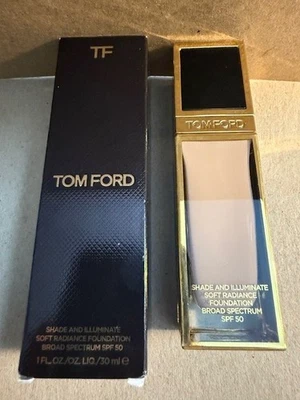 TF
TOM FORD
SHADE AND ILLUMINATE
SOFT RADIANCE FOUNDATION
BROAD SPECTRUM SPF 50
1 FL.OZ./OZ. LIQ./30 ml ℮
TOM FORD
SHADE AND ILLUMINATE
SOFT RADIANCE
FOUNDATION
BROAD SPECTRUM
SPF 50